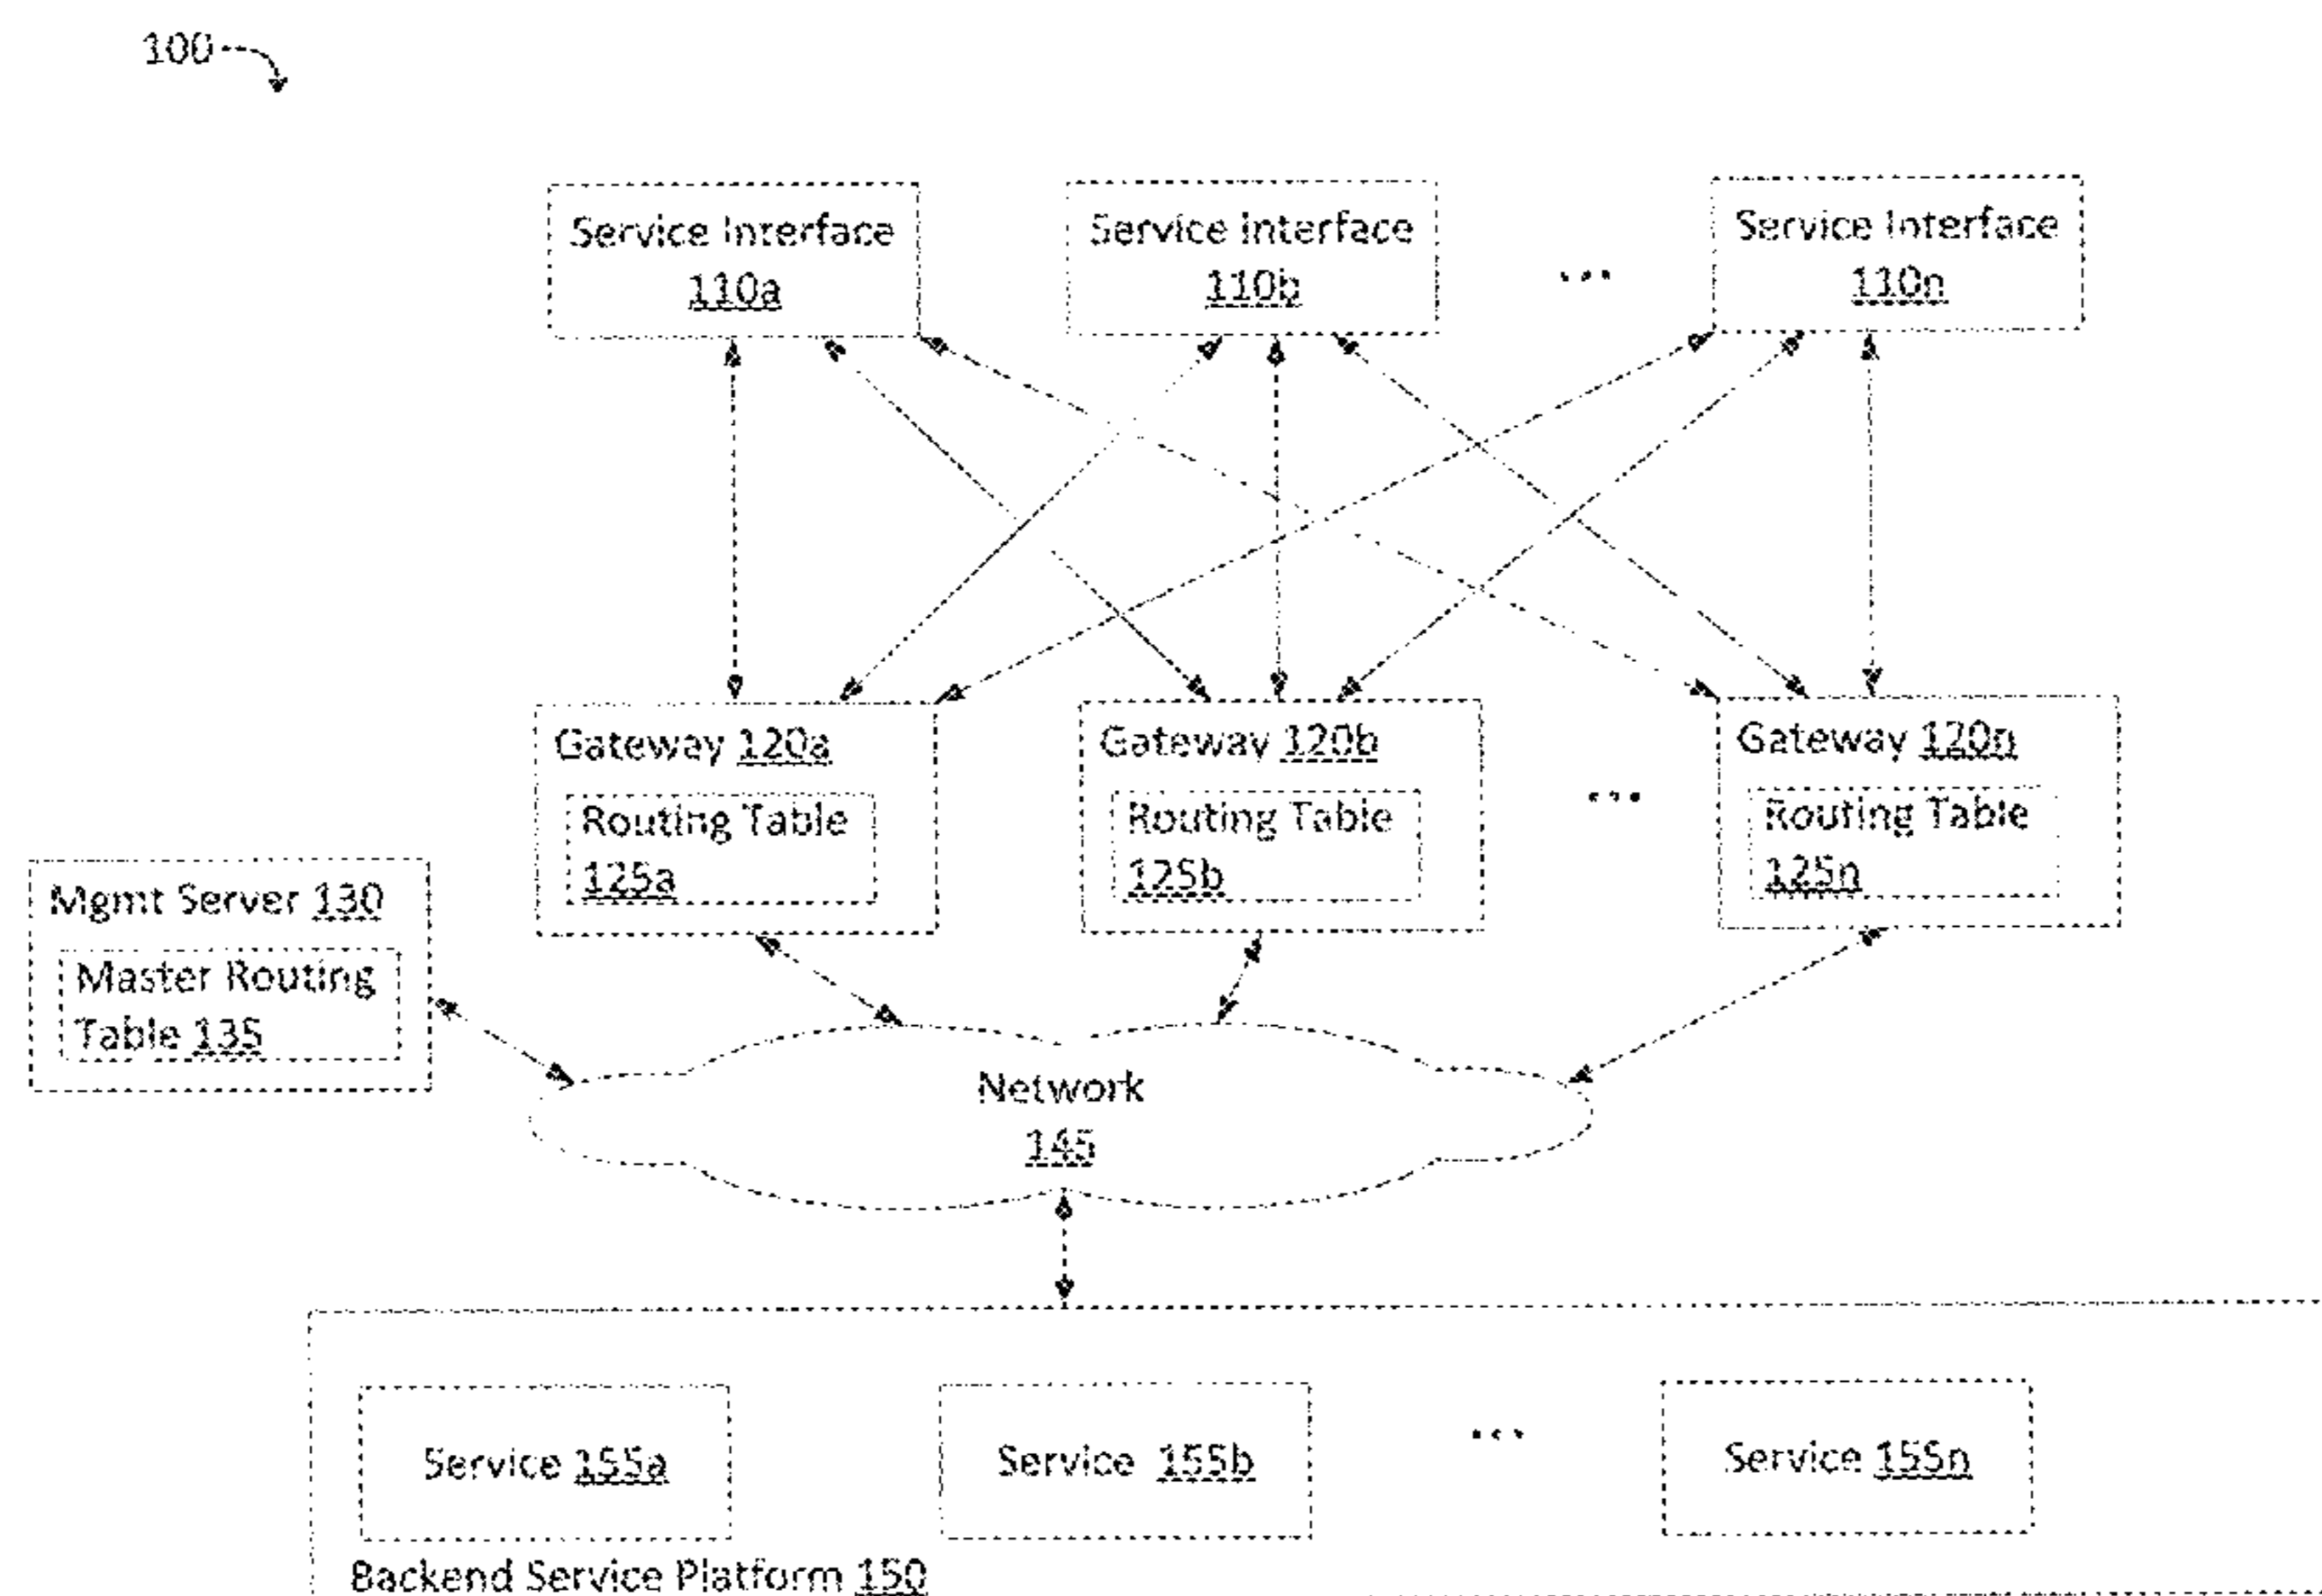 100
Service Interface
110a
Service Interface
110b
...
Service Interface
110n
Gateway 120a
Routing Table
125a
Gateway 120b
Routing Table
125b
...
Gateway 120n
Routing Table
125n
Mgmt Server 130
Master Routing
Table 135
Network
145
Service 155a
Service 155b
...
Service 155n
Backend Service Platform 150